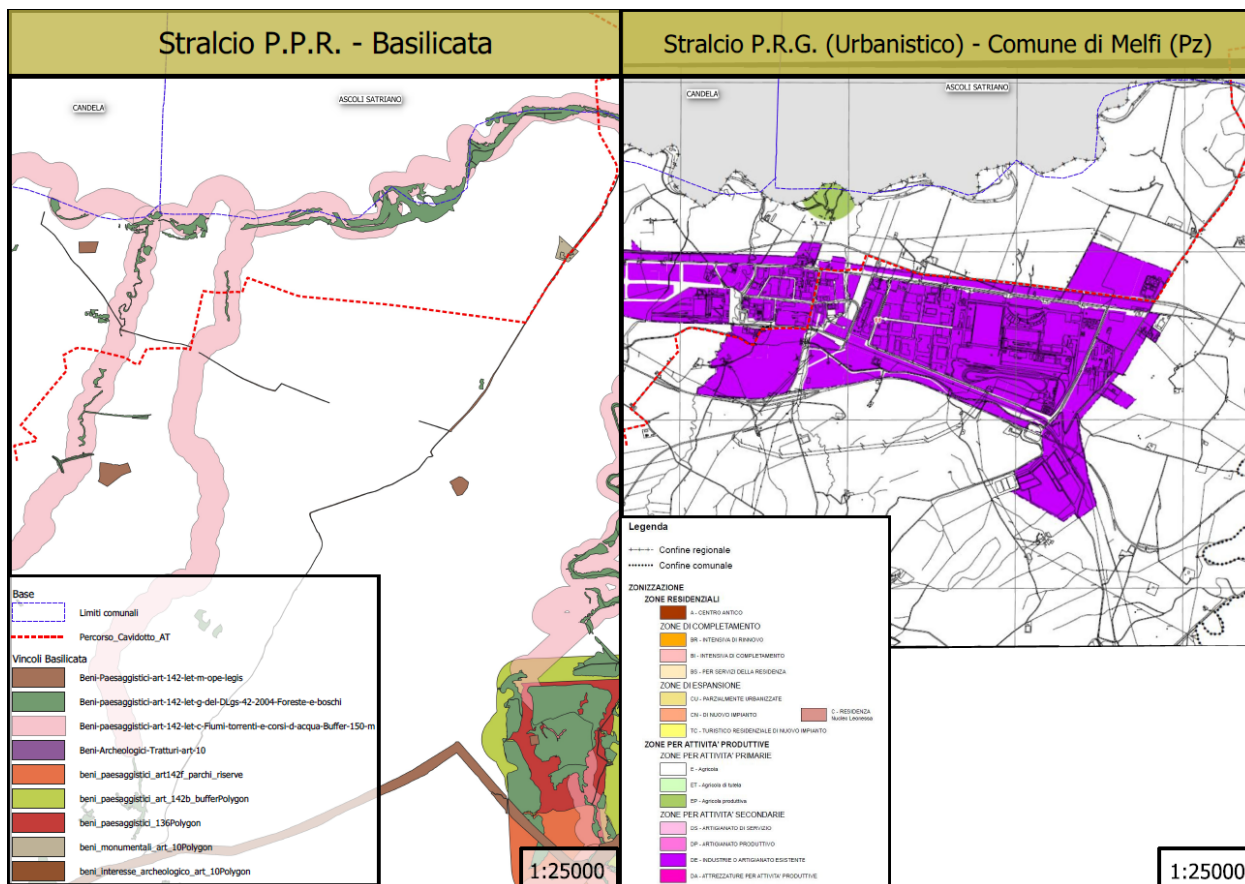 Stralcio P.P.R. - Basilicata
CANDELA
ASCOLI SATRIANO
Base
Limiti comunali
Percorso_Cavidotto_AT
Vincoli Basilicata
Beni-Paesaggistici-art-142-let-m-ope-legis
Beni-paesaggistici-art-142-let-g-del-DLgs-42-2004-Foreste-e-boschi
Beni-paesaggistici-art-142-let-c-Fiumi-torrenti-e-corsi-d-acqua-Buffer-150-m
Beni-Archeologici-Tratturi-art-10
beni_paesaggistici_art142f_parchi_riserve
beni_paesaggistici_art_142b_bufferPolygon
beni_paesaggistici_136Polygon
beni_monumentali_art_10Polygon
beni_interesse_archeologico_art_10Polygon
1:25000
Stralcio P.R.G. (Urbanistico) - Comune di Melfi (Pz)
CANDELA
ASCOLI SATRIANO
Legenda
Confine regionale
Confine comunale
ZONIZZAZIONE
ZONE RESIDENZIALI
A - CENTRO ANTICO
ZONE DI COMPLETAMENTO
BR - INTENSIVA DI RINNOVO
BI - INTENSIVA DI COMPLETAMENTO
BS - PER SERVIZI DELLA RESIDENZA
ZONE DI ESPANSIONE
CU - PARZIALMENTE URBANIZZATE
CN - DI NUOVO IMPIANTO
C - RESIDENZA
Nucleo Leonessa
TC - TURISTICO RESIDENZIALE DI NUOVO IMPIANTO
ZONE PER ATTIVITA' PRODUTTIVE
ZONE PER ATTIVITA' PRIMARIE
E - Agricola
ET - Agricola di tutela
EP - Agricola produttiva
ZONE PER ATTIVITA' SECONDARIE
DS - ARTIGIANATO DI SERVIZIO
DP - ARTIGIANATO PRODUTTIVO
DE - INDUSTRIE O ARTIGIANATO ESISTENTE
DA - ATTREZZATURE PER ATTIVITA' PRODUTTIVE
1:25000